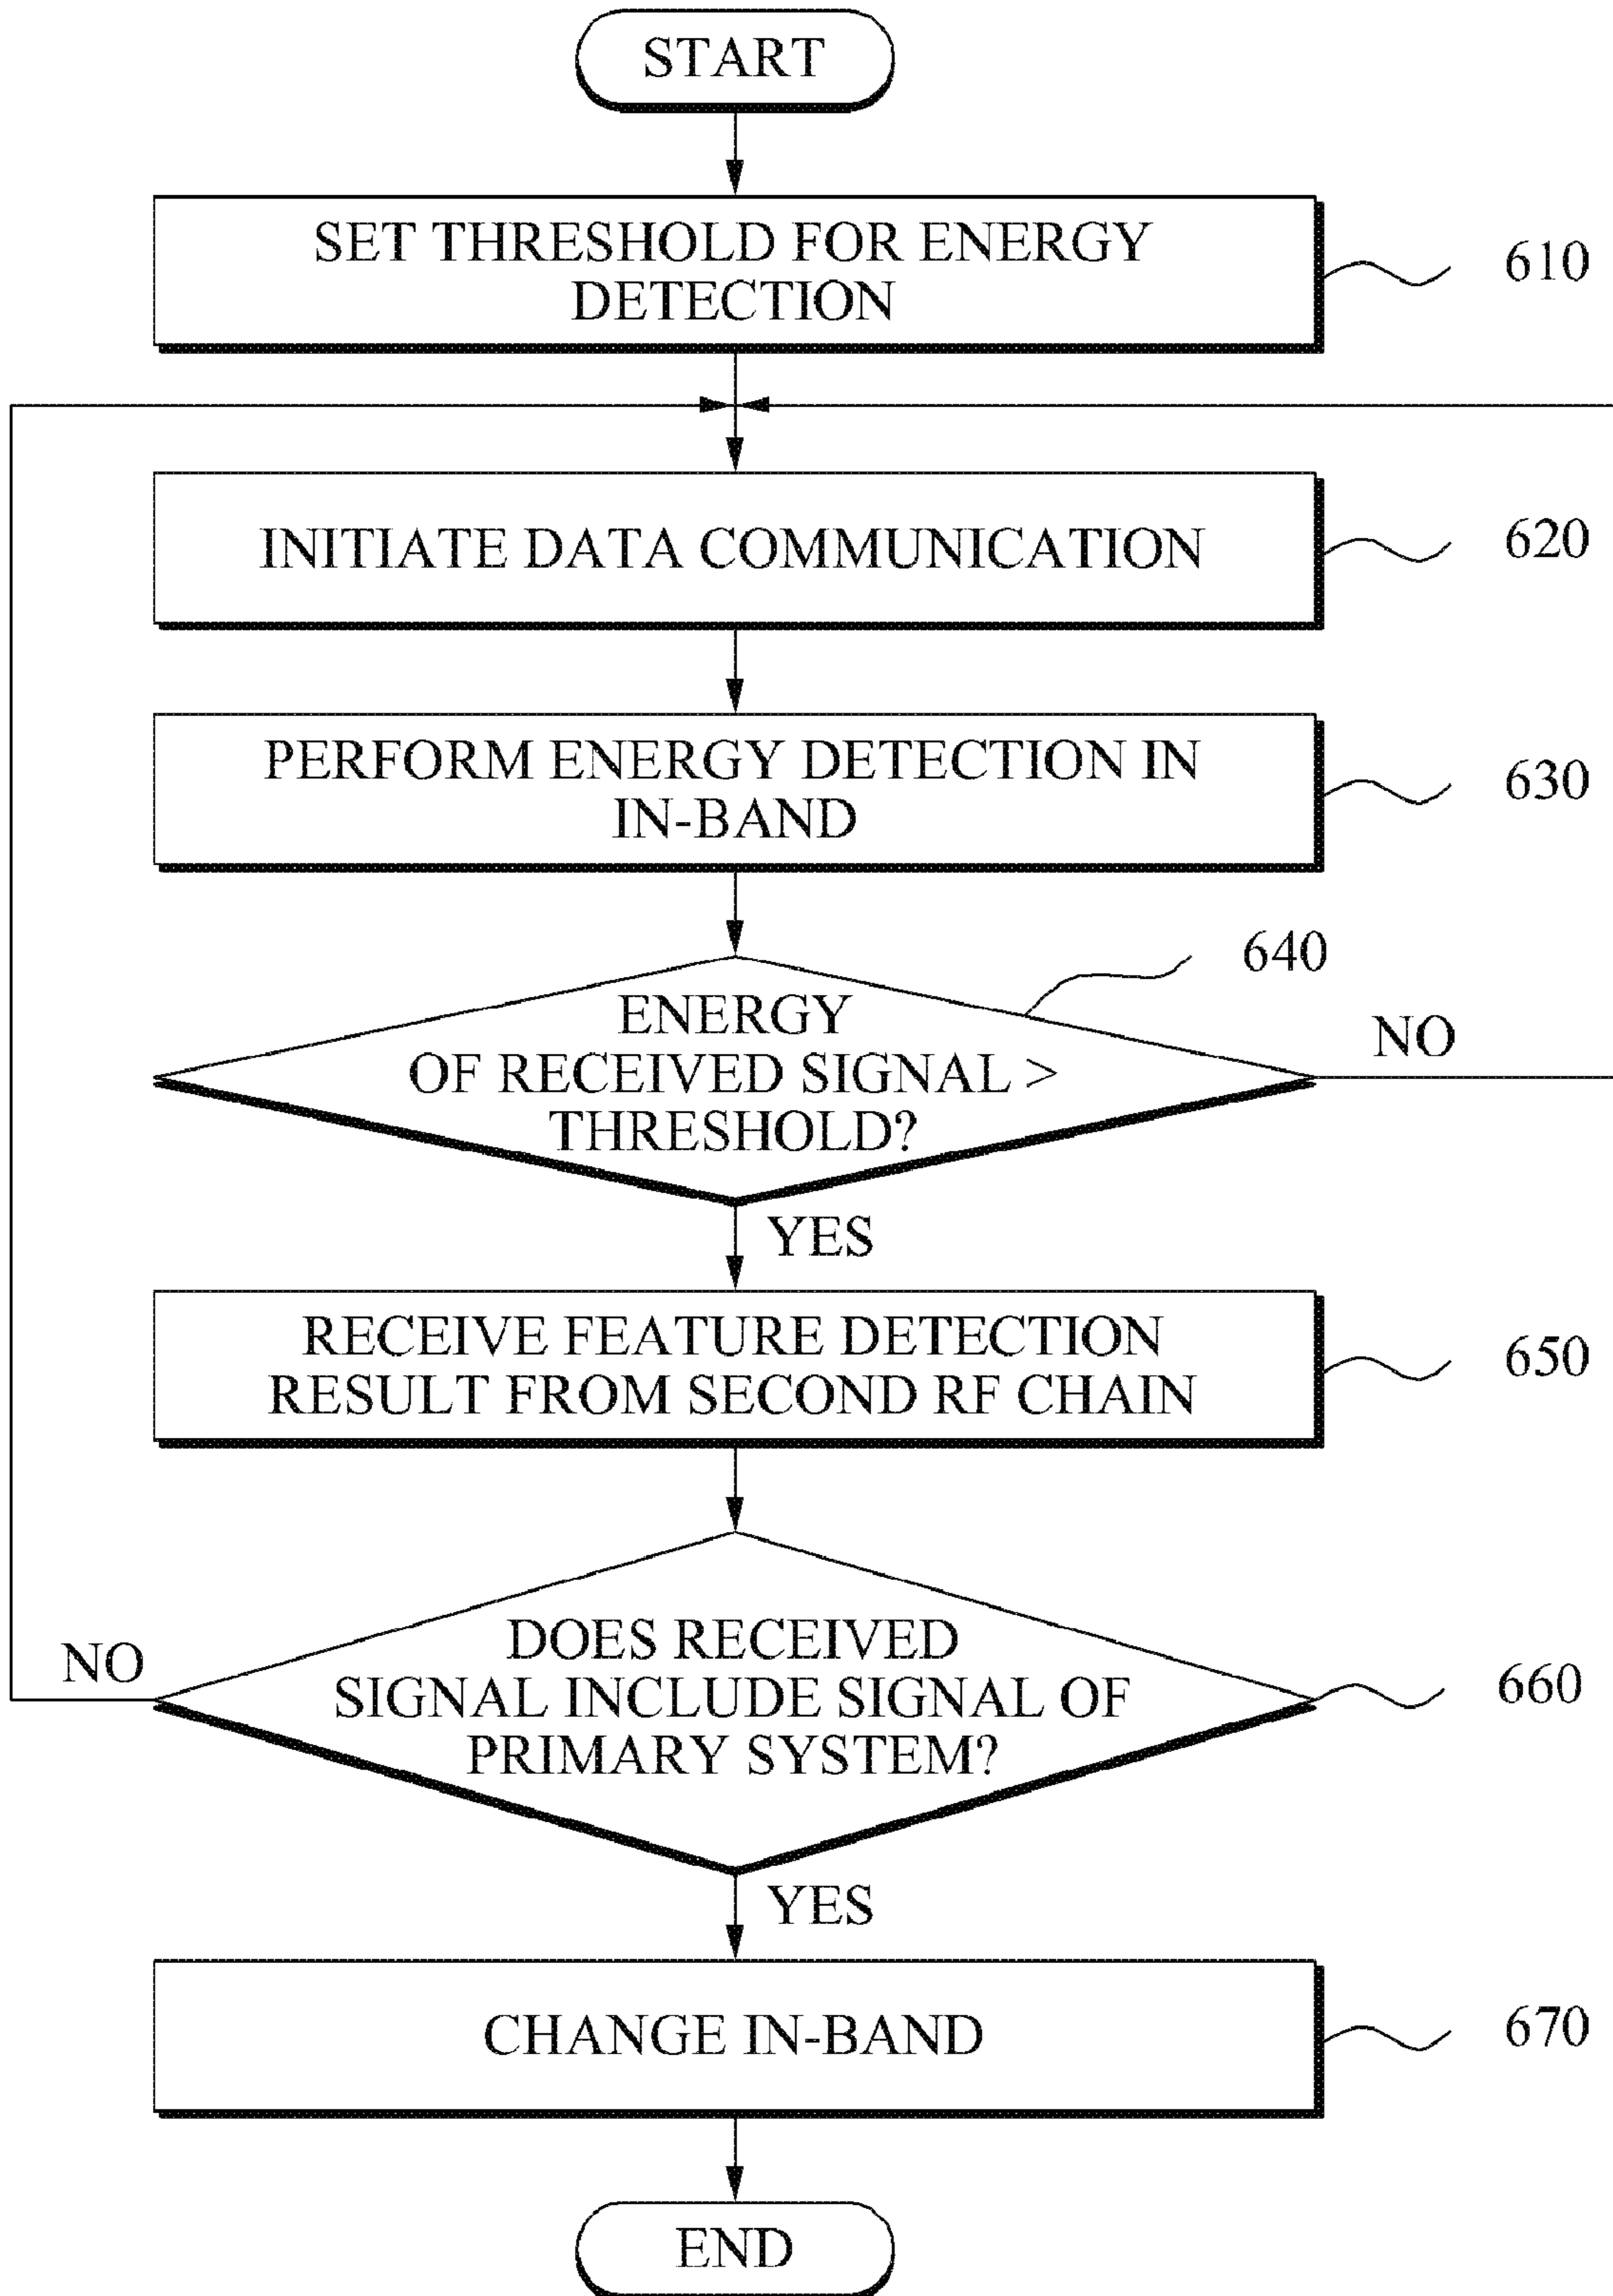 START
SET THRESHOLD FOR ENERGY
DETECTION
610
INITIATE DATA COMMUNICATION
620
PERFORM ENERGY DETECTION IN
IN-BAND
630
640
ENERGY
OF RECEIVED SIGNAL >
THRESHOLD?
NO
YES
RECEIVE FEATURE DETECTION
RESULT FROM SECOND RF CHAIN
650
DOES RECEIVED
SIGNAL INCLUDE SIGNAL OF
PRIMARY SYSTEM?
NO
660
YES
CHANGE IN-BAND
670
END